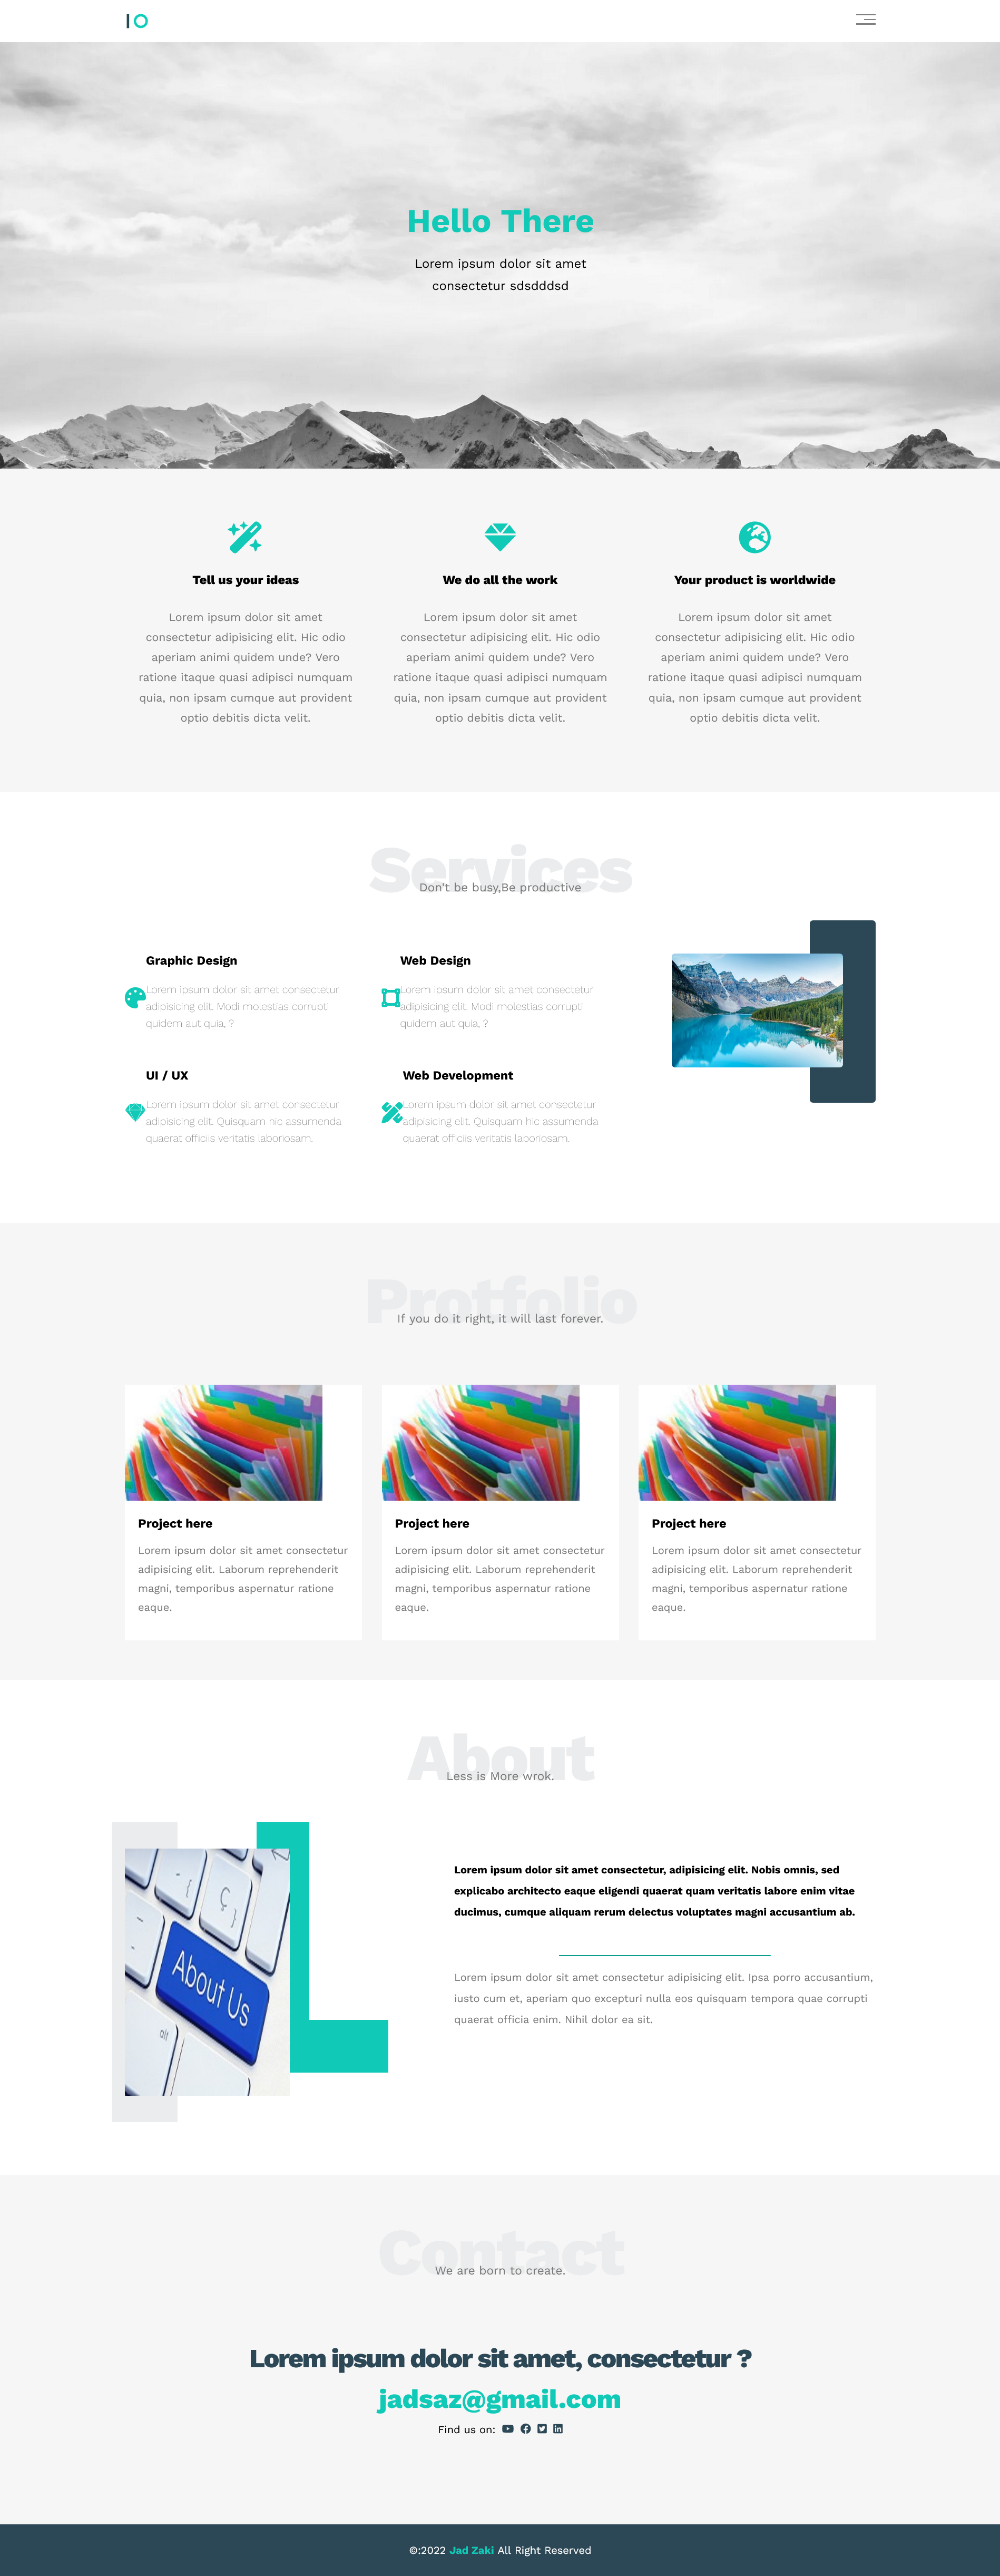 IO
Hello There
Lorem ipsum dolor sit amet
consectetur sdsdddsd
Tell us your ideas
Lorem ipsum dolor sit amet
consectetur adipisicing elit. Hic odio
aperiam animi quidem unde? Vero
ratione itaque quasi adipisci numquam
quia, non ipsam cumque aut provident
optio debitis dicta velit.
We do all the work
Lorem ipsum dolor sit amet
consectetur adipisicing elit. Hic odio
aperiam animi quidem unde? Vero
ratione itaque quasi adipisci numquam
quia, non ipsam cumque aut provident
optio debitis dicta velit.
Your product is worldwide
Lorem ipsum dolor sit amet
consectetur adipisicing elit. Hic odio
aperiam animi quidem unde? Vero
ratione itaque quasi adipisci numquam
quia, non ipsam cumque aut provident
optio debitis dicta velit.
Services
Don't be busy,Be productive
Graphic Design
Lorem ipsum dolor sit amet consectetur
adipisicing elit. Modi molestias corrupti
quidem aut quia, ?
Web Design
Lorem ipsum dolor sit amet consectetur
adipisicing elit. Modi molestias corrupti
quidem aut quia, ?
UI / UX
Lorem ipsum dolor sit amet consectetur
adipisicing elit. Quisquam hic assumenda
quaerat officiis veritatis laboriosam.
Web Development
Lorem ipsum dolor sit amet consectetur
adipisicing elit. Quisquam hic assumenda
quaerat officiis veritatis laboriosam.
Protfolio
If you do it right, it will last forever.
Project here
Lorem ipsum dolor sit amet consectetur
adipisicing elit. Laborum reprehenderit
magni, temporibus aspernatur ratione
eaque.
Project here
Lorem ipsum dolor sit amet consectetur
adipisicing elit. Laborum reprehenderit
magni, temporibus aspernatur ratione
eaque.
Project here
Lorem ipsum dolor sit amet consectetur
adipisicing elit. Laborum reprehenderit
magni, temporibus aspernatur ratione
eaque.
About
Less is More wrok.
Ç
About Us
alt
Lorem ipsum dolor sit amet consectetur, adipisicing elit. Nobis omnis, sed
explicabo architecto eaque eligendi quaerat quam veritatis labore enim vitae
ducimus, cumque aliquam rerum delectus voluptates magni accusantium ab.
Lorem ipsum dolor sit amet consectetur adipisicing elit. Ipsa porro accusantium,
iusto cum et, aperiam quo excepturi nulla eos quisquam tempora quae corrupti
quaerat officia enim. Nihil dolor ea sit.
Contact
We are born to create.
Lorem ipsum dolor sit amet, consectetur ?
jadsaz@gmail.com
Find us on:
©:2022 Jad Zaki All Right Reserved